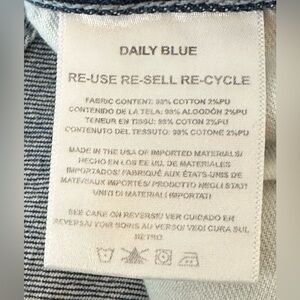 DAILY BLUE
RE-USE RE-SELL RE-CYCLE
FABRIC CONTENT: 98% COTTON 2%PU
CONTENIDO DE LA TELA: 98% ALGODÓN 2%PU
TENEUR EN TISSU: 98% COTON 2%PU
CONTENUTO DEL TESSUTO: 98% COTONE 2%PU
MADE IN THE USA OF IMPORTED MATERIALS/
HECHO EN LOS EE UU, DE MATERIALES
IMPORTADOS/ FABRIQUÉ AUX ÉTATS-UNIS DE
MATERIAUX IMPORTÉS/ PRODOTTO NEGLI STATI
UNITI DI MATERIALI IMPORTATI
SEE CARE ON REVERSE/ VER CUIDADO EN
REVERSA/ VOIR SOINS AU VERSO/ VEDI CURA SUL
RETRO